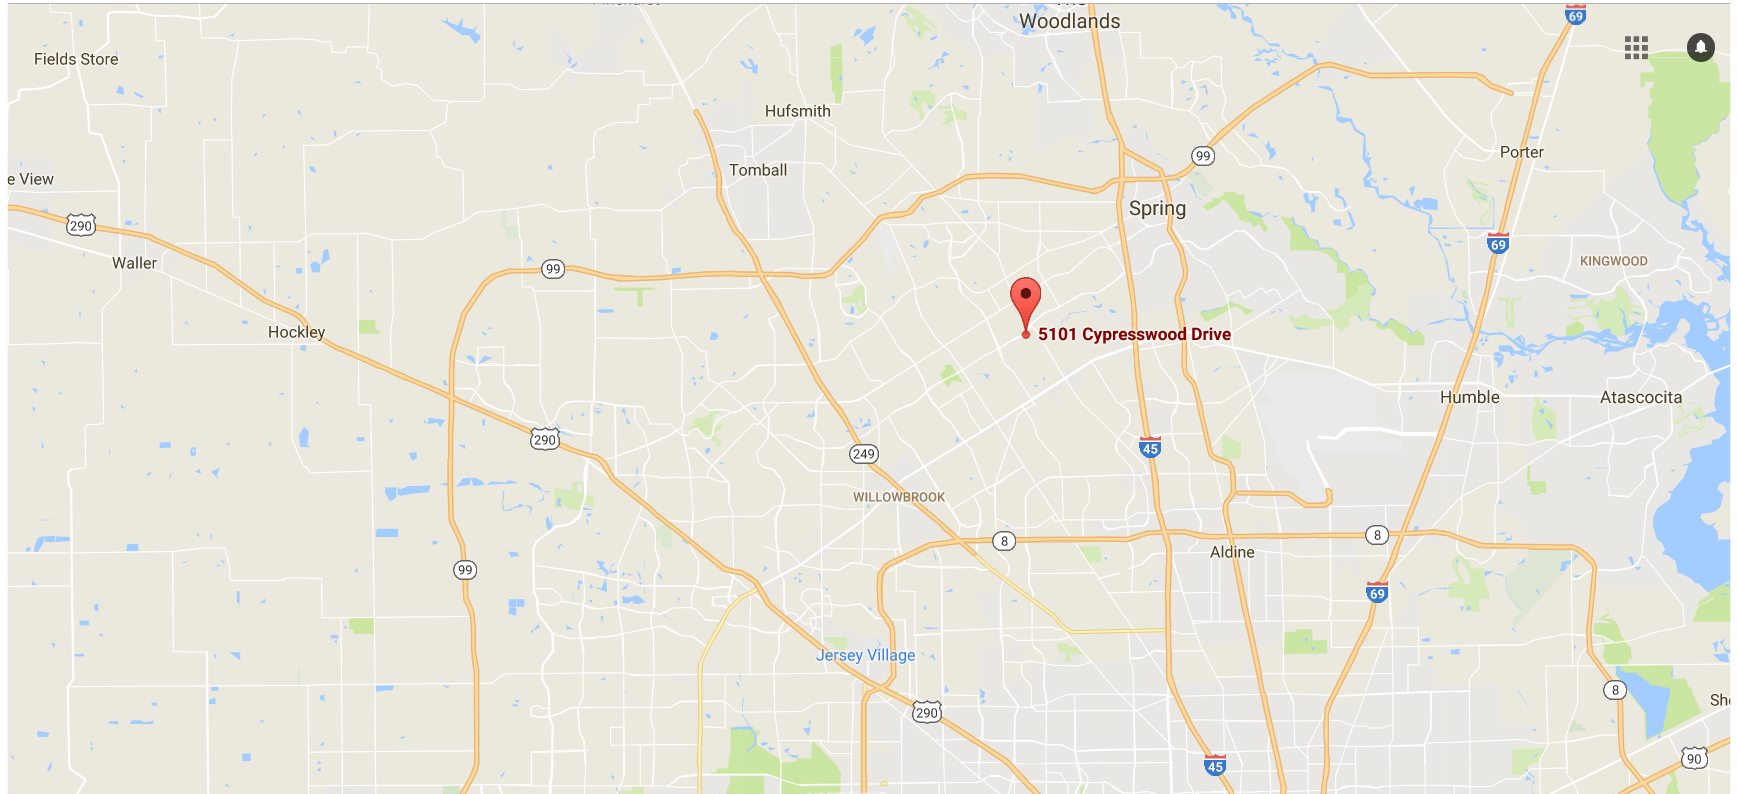 The
Woodlands
69
Fields Store
Hufsmith
Porter
99
Tomball
e View
Spring
290
69
Waller
KINGWOOD
99
Hockley
5101 Cypresswood Drive
Humble
Atascocita
290
45
249
WILLOWBROOK
8
8
Aldine
99
69
Jersey Village
8
Sh
290
45
90